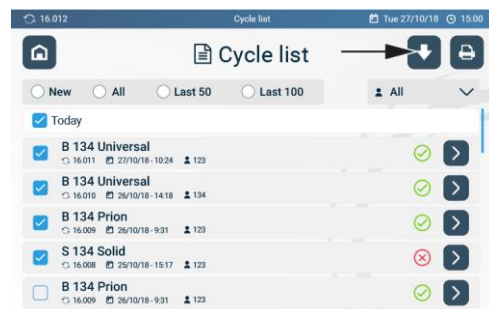 16.012 Cycle list Tue 27/10/18 15:00
Cycle list
New All Last 50 Last 100 All
Today
B 134 Universal
16.011 27/10/18-10:24 123
B 134 Universal
16.010 26/10/18-14:18 134
B 134 Prion
16.009 26/10/18-9:31 123
S 134 Solid
16.008 25/10/18-15:17 123
B 134 Prion
16.009 26/10/18-9:31 123